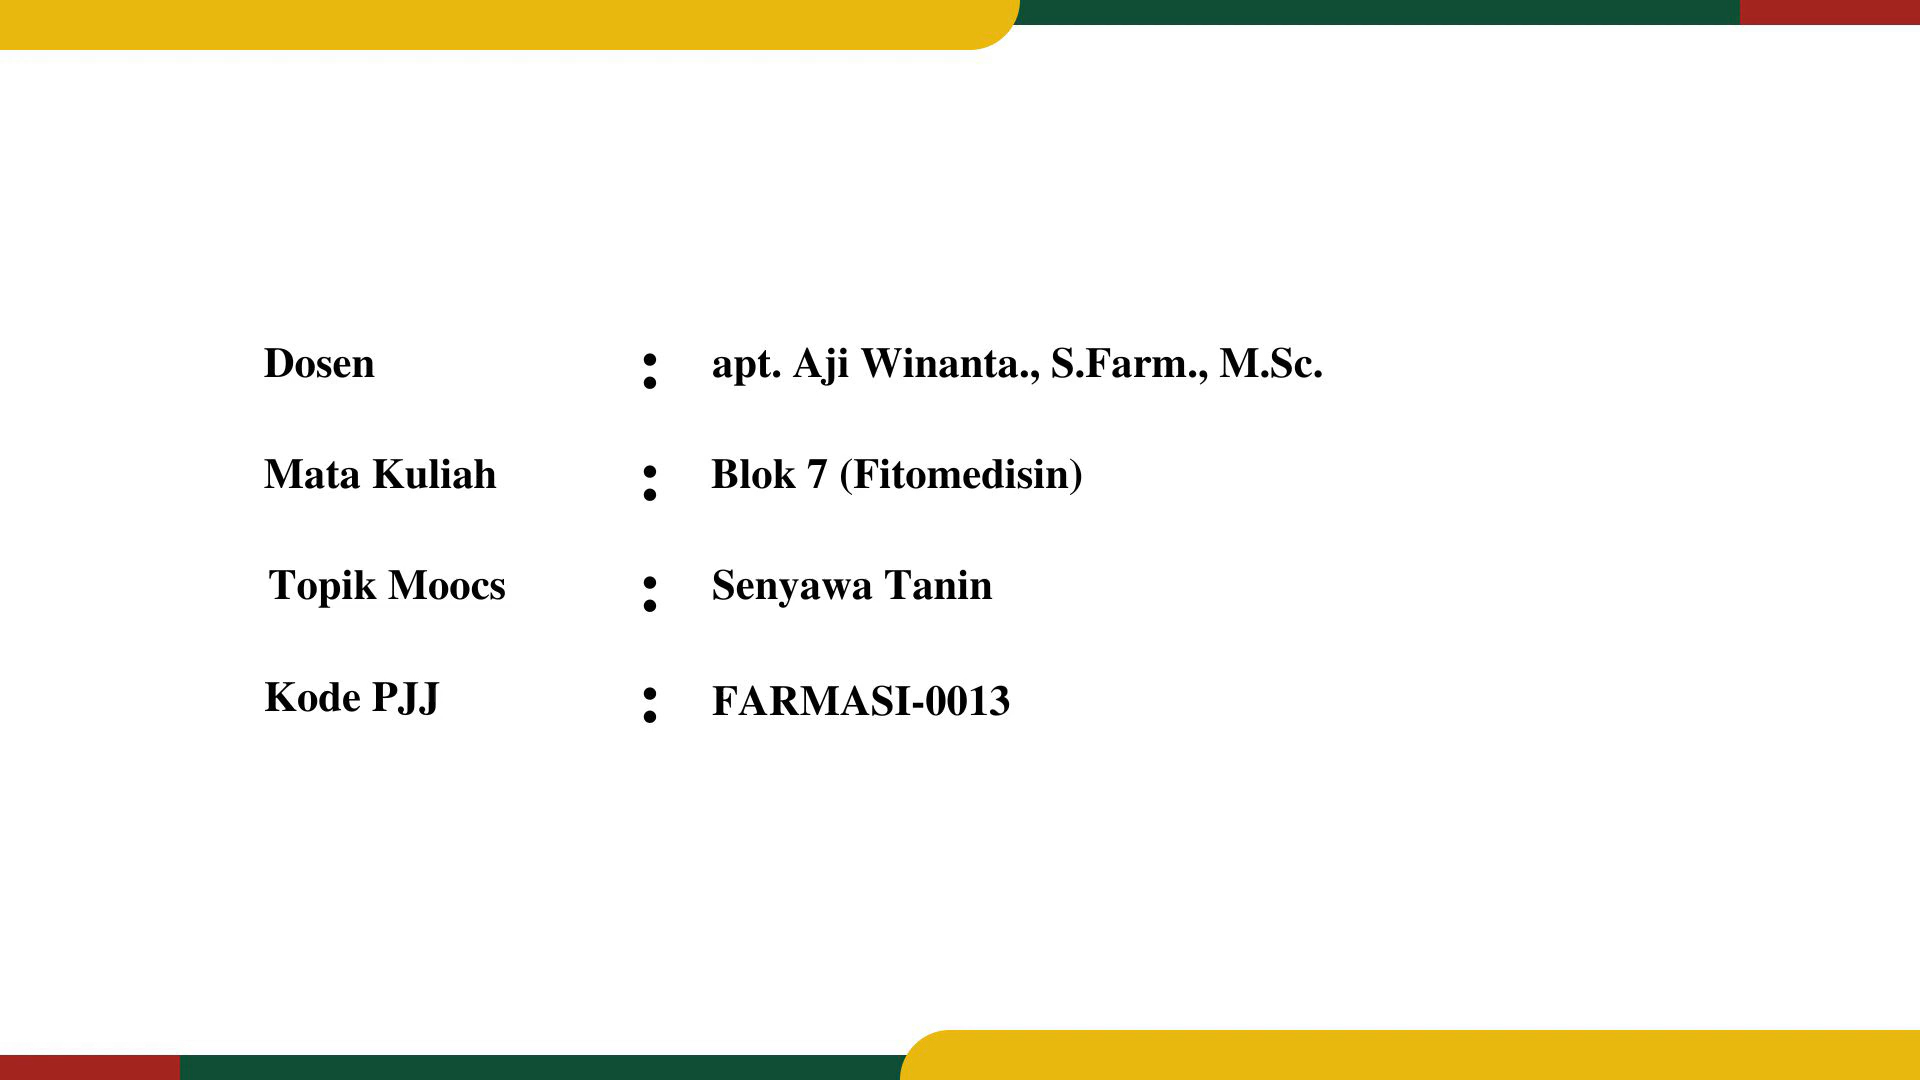 Dosen : apt. Aji Winanta., S.Farm., M.Sc.
Mata Kuliah : Blok 7 (Fitomedisin)
Topik Moocs : Senyawa Tanin
Kode PJJ : FARMASI-0013